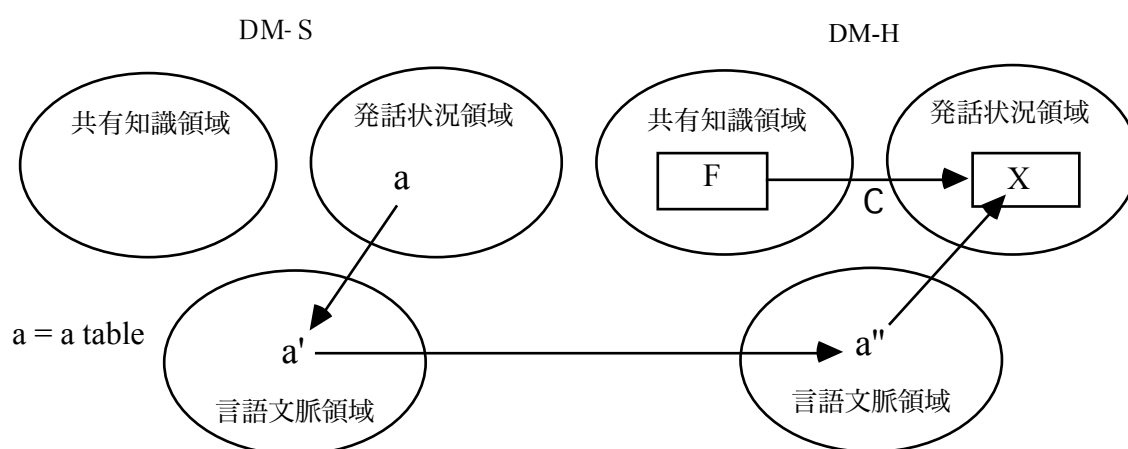 DM- S
DM-H
共有知識領域
発話状況領域
共有知識領域
発話状況領域
a
F
C
X
a = a table
a'
a"
言語文脈領域
言語文脈領域